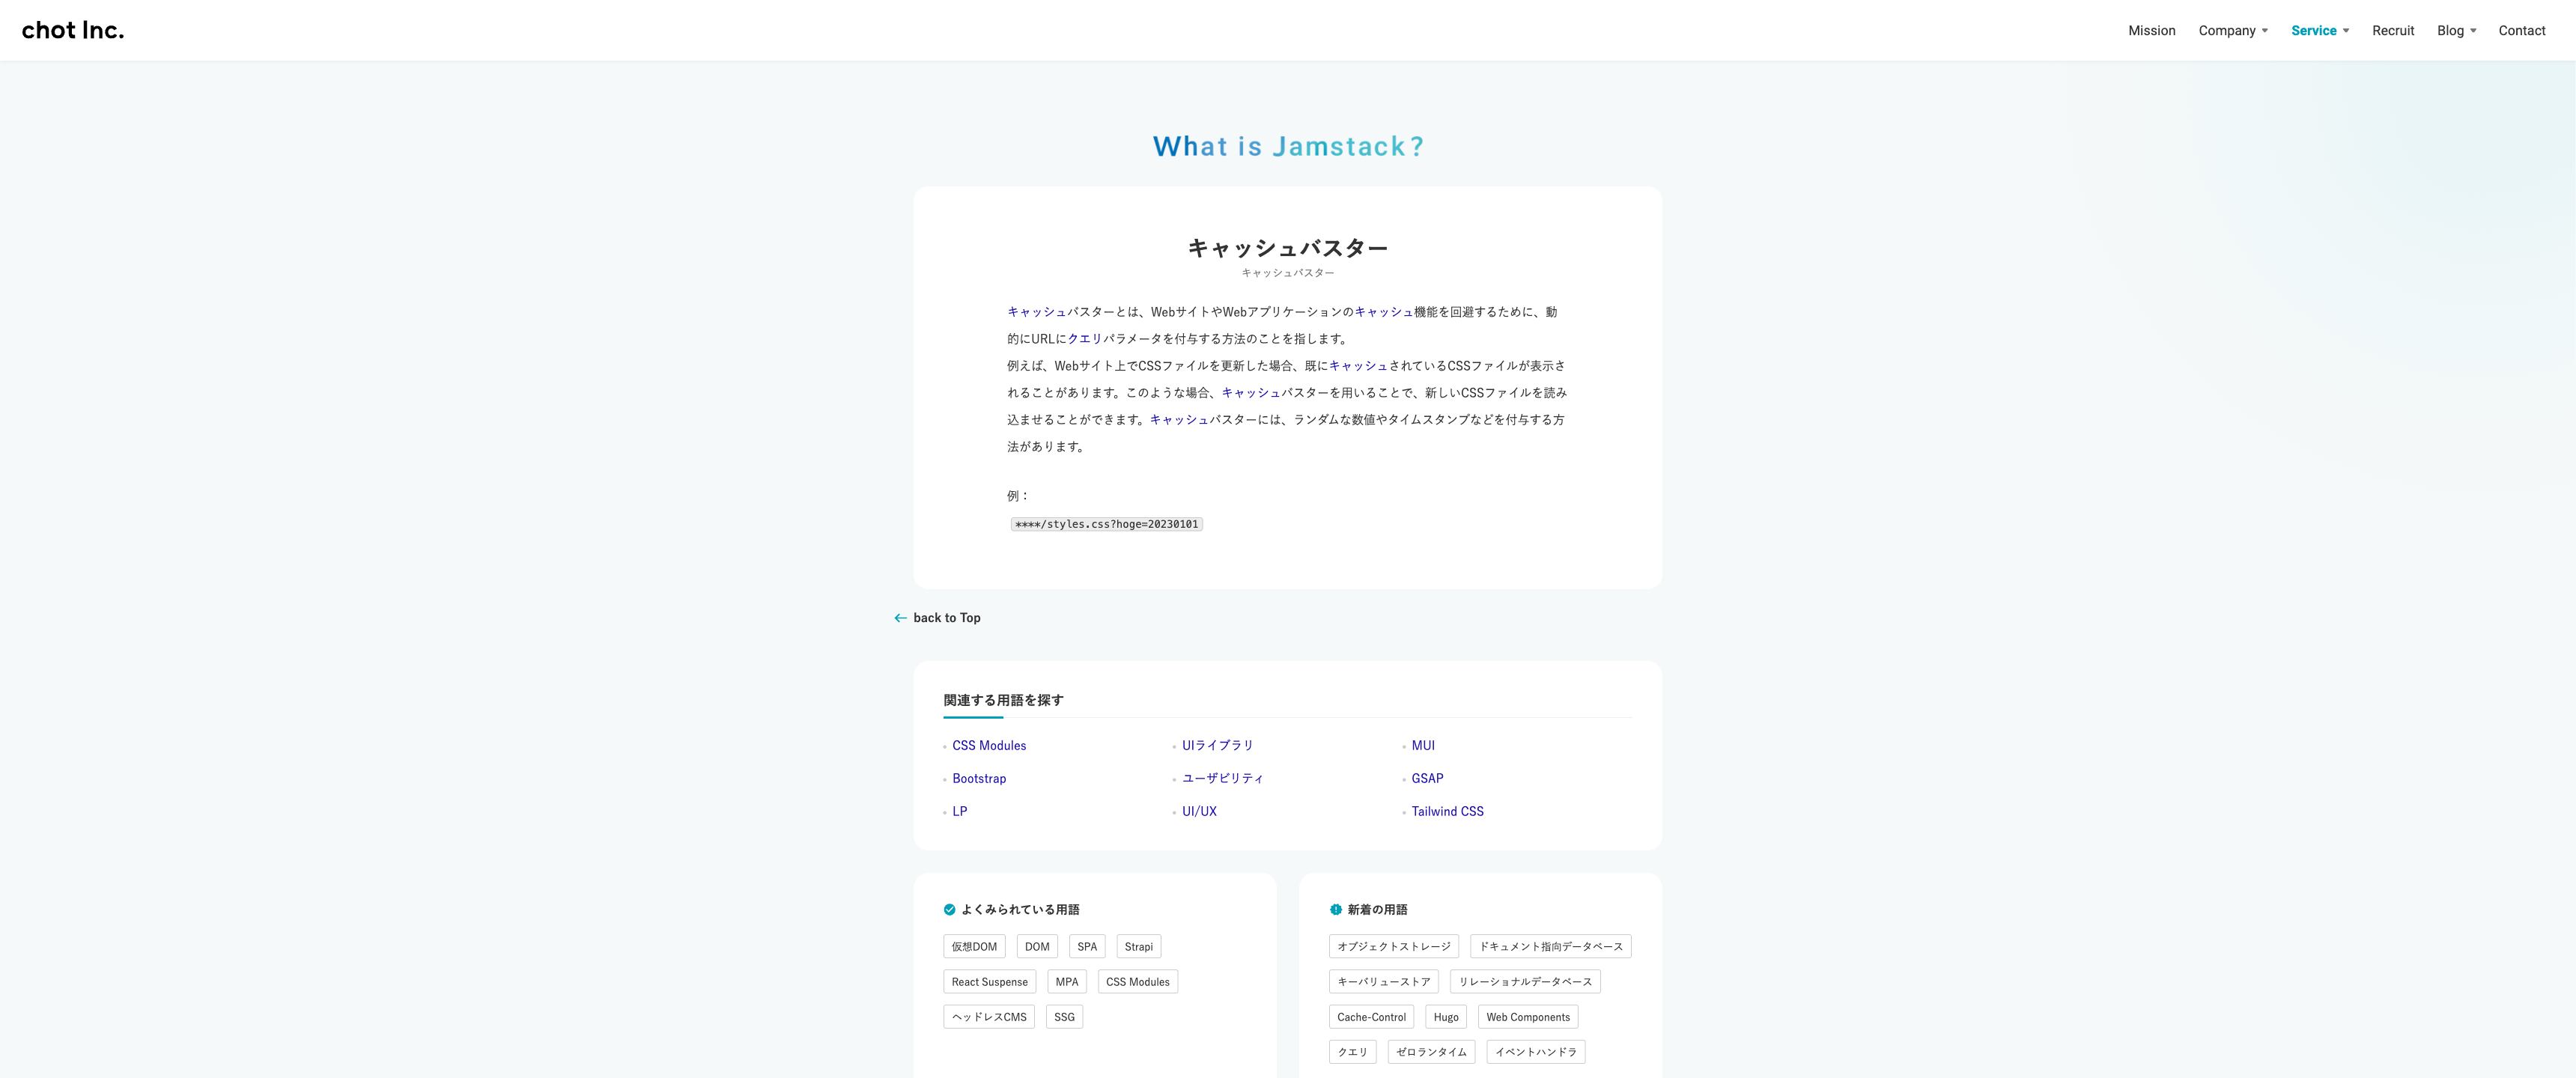 chot Inc.
Mission Company Service Recruit Blog Contact
What is Jamstack?
キャッシュバスター
キャッシュバスター
キャッシュバスターとは、WebサイトやWebアプリケーションのキャッシュ機能を回避するために、動
的にURLにクエリパラメータを付与する方法のことを指します。
例えば、Webサイト上でCSSファイルを更新した場合、既にキャッシュされているCSSファイルが表示さ
れることがあります。このような場合、キャッシュバスターを用いることで、新しいCSSファイルを読み
込ませることができます。キャッシュバスターには、ランダムな数値やタイムスタンプなどを付与する方
法があります。
例：
****/styles.css?hoge=20230101
back to Top
関連する用語を探す
CSS Modules UIライブラリ MUI
Bootstrap ユーザビリティ GSAP
LP UI/UX Tailwind CSS
よくみられている用語
仮想DOM DOM SPA Strapi
React Suspense MPA CSS Modules
ヘッドレスCMS SSG
新着の用語
オブジェクトストレージ ドキュメント指向データベース
キーバリューストア リレーショナルデータベース
Cache-Control Hugo Web Components
クエリ ゼロランタイム イベントハンドラ